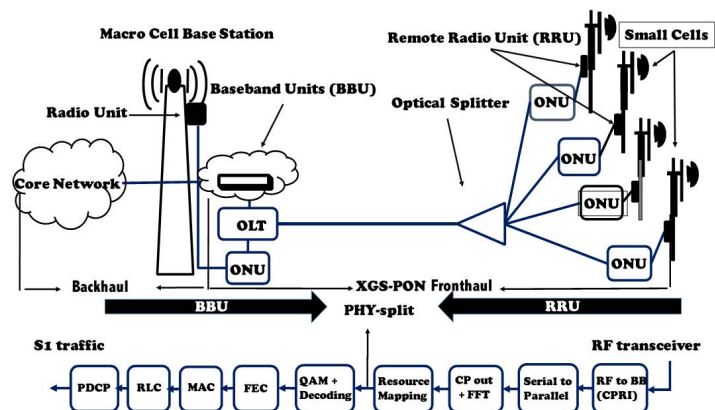 Macro Cell Base Station
Remote Radio Unit (RRU)
Small Cells
Baseband Units (BBU)
Radio Unit
Optical Splitter
ONU
ONU
Core Network
ONU
OLT
ONU
ONU
Backhaul
XGS-PON Fronthaul
BBU
RRU
PHY-split
S1 traffic
RF transceiver
PDCP
RLC
MAC
FEC
QAM +
Decoding
Resource
Mapping
CP out
+ FFT
Serial to
Parallel
RF to BB
(CPRI)